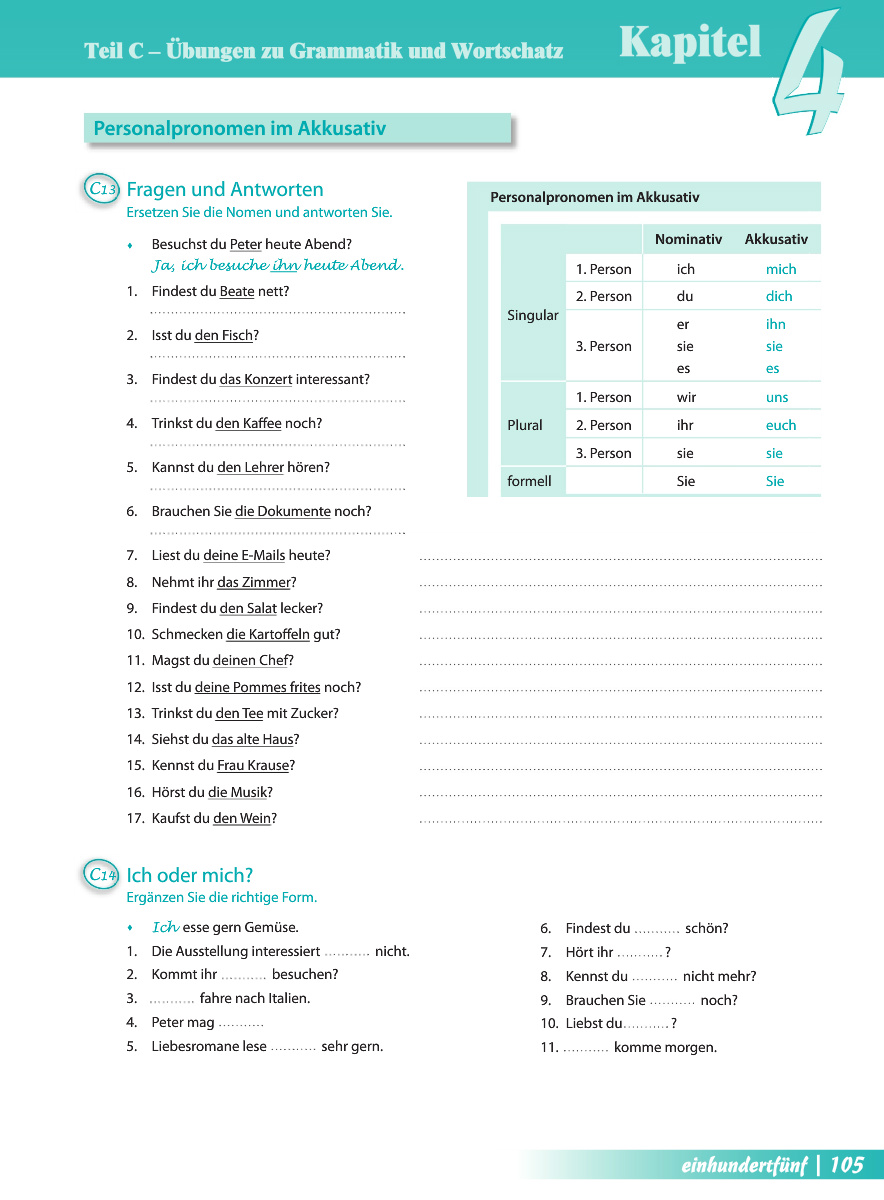 Teil C – Übungen zu Grammatik und Wortschatz
Kapitel 4
Personalpronomen im Akkusativ
C13 Fragen und Antworten
Ersetzen Sie die Nomen und antworten Sie.
♦ Besuchst du Peter heute Abend?
Ja, ich besuche ihn heute Abend.
1. Findest du Beate nett?
2. Isst du den Fisch?
3. Findest du das Konzert interessant?
4. Trinkst du den Kaffee noch?
5. Kannst du den Lehrer hören?
6. Brauchen Sie die Dokumente noch?
7. Liest du deine E-Mails heute?
8. Nehmt ihr das Zimmer?
9. Findest du den Salat lecker?
10. Schmecken die Kartoffeln gut?
11. Magst du deinen Chef?
12. Isst du deine Pommes frites noch?
13. Trinkst du den Tee mit Zucker?
14. Siehst du das alte Haus?
15. Kennst du Frau Krause?
16. Hörst du die Musik?
17. Kaufst du den Wein?
Personalpronomen im Akkusativ
Nominativ Akkusativ
Singular
1. Person ich mich
2. Person du dich
3. Person
er ihn
sie sie
es es
Plural
1. Person wir uns
2. Person ihr euch
3. Person sie sie
formell Sie Sie
C14 Ich oder mich?
Ergänzen Sie die richtige Form.
♦ Ich esse gern Gemüse.
1. Die Ausstellung interessiert ........... nicht.
2. Kommt ihr ........... besuchen?
3. ........... fahre nach Italien.
4. Peter mag ...........
5. Liebesromane lese ........... sehr gern.
6. Findest du ........... schön?
7. Hört ihr ...........?
8. Kennst du ........... nicht mehr?
9. Brauchen Sie ........... noch?
10. Liebst du...........?
11. ........... komme morgen.
einhundertfünf | 105